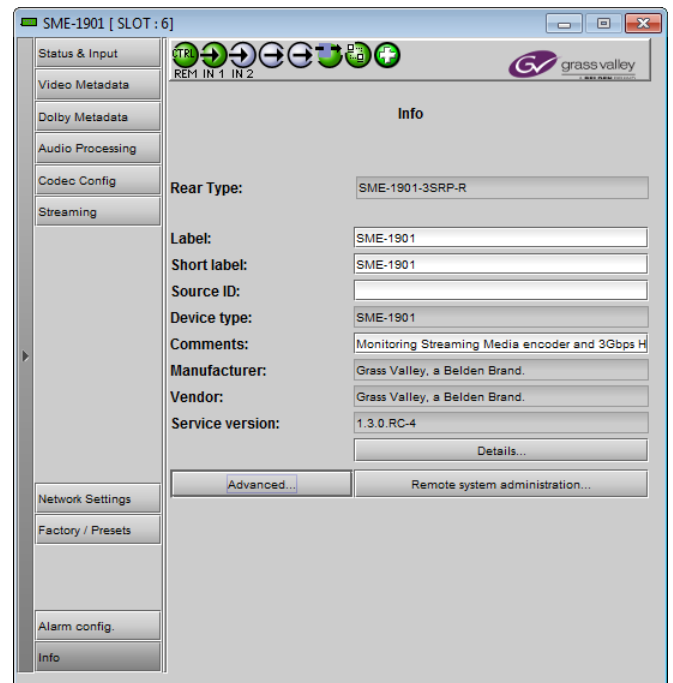 SME-1901 [ SLOT : 6]
Status & Input
Video Metadata
Dolby Metadata
Audio Processing
Codec Config
Streaming
Network Settings
Factory / Presets
Alarm config.
Info
CTRL
REM IN 1 IN 2
GV grass valley
A BELDEN BRAND
Info
Rear Type: SME-1901-3SRP-R
Label: SME-1901
Short label: SME-1901
Source ID:
Device type: SME-1901
Comments: Monitoring Streaming Media encoder and 3Gbps H
Manufacturer: Grass Valley, a Belden Brand.
Vendor: Grass Valley, a Belden Brand.
Service version: 1.3.0.RC-4
Details...
Advanced... Remote system administration...